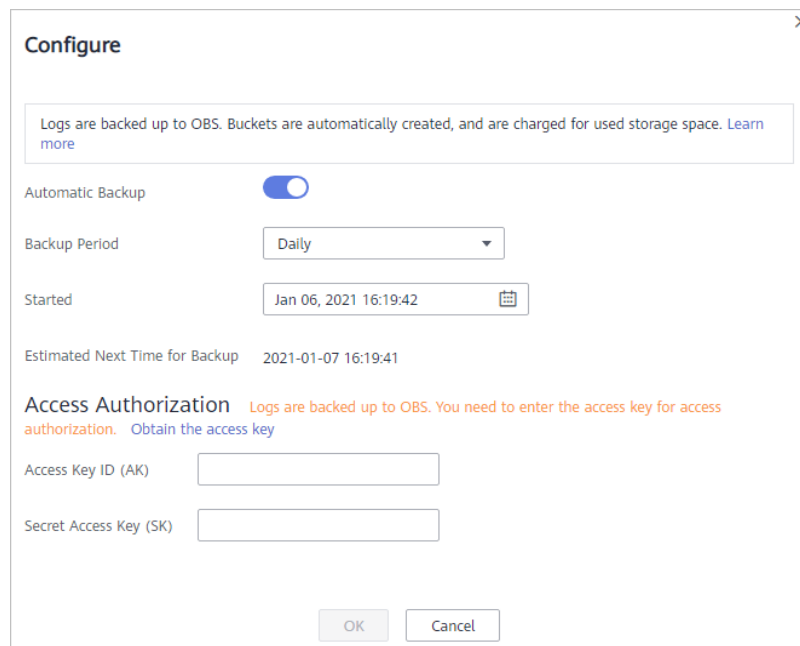 Configure
Logs are backed up to OBS. Buckets are automatically created, and are charged for used storage space. Learn
more
Automatic Backup
Backup Period
Daily
Started
Jan 06, 2021 16:19:42
Estimated Next Time for Backup
2021-01-07 16:19:41
Access Authorization Logs are backed up to OBS. You need to enter the access key for access
authorization. Obtain the access key
Access Key ID (AK)
Secret Access Key (SK)
OK
Cancel